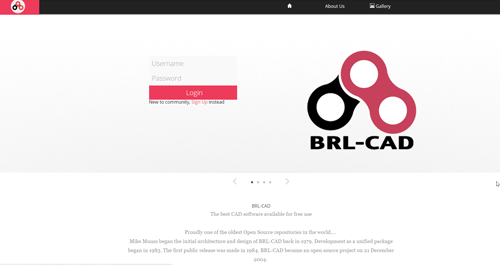 About Us
Gallery
Username
Password
Login
New to community, Sign Up instead
BRL-CAD
BRL-CAD
The best CAD software available for free use
Proudly one of the oldest Open Source repositories in the world....
Mike Muuss began the initial architecture and design of BRL-CAD back in 1979. Development as a unified package
began in 1983. The first public release was made in 1984. BRL-CAD became an open source project on 21 December
2004.